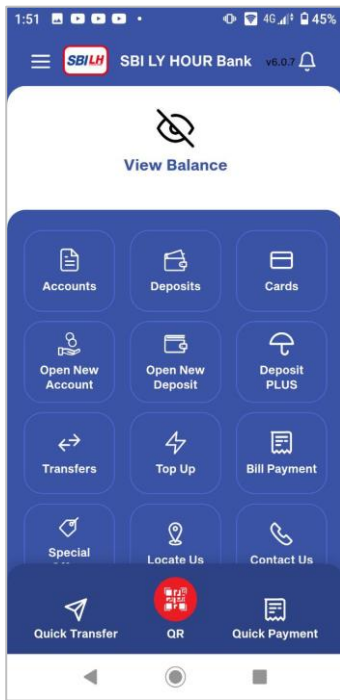 1:51 4G 45%
SBI LH SBI LY HOUR Bank v6.0.7
View Balance
Accounts Deposits Cards
Open New Open New Deposit
Account Deposit PLUS
Transfers Top Up Bill Payment
Special Locate Us Contact Us
Quick Transfer QR Quick Payment